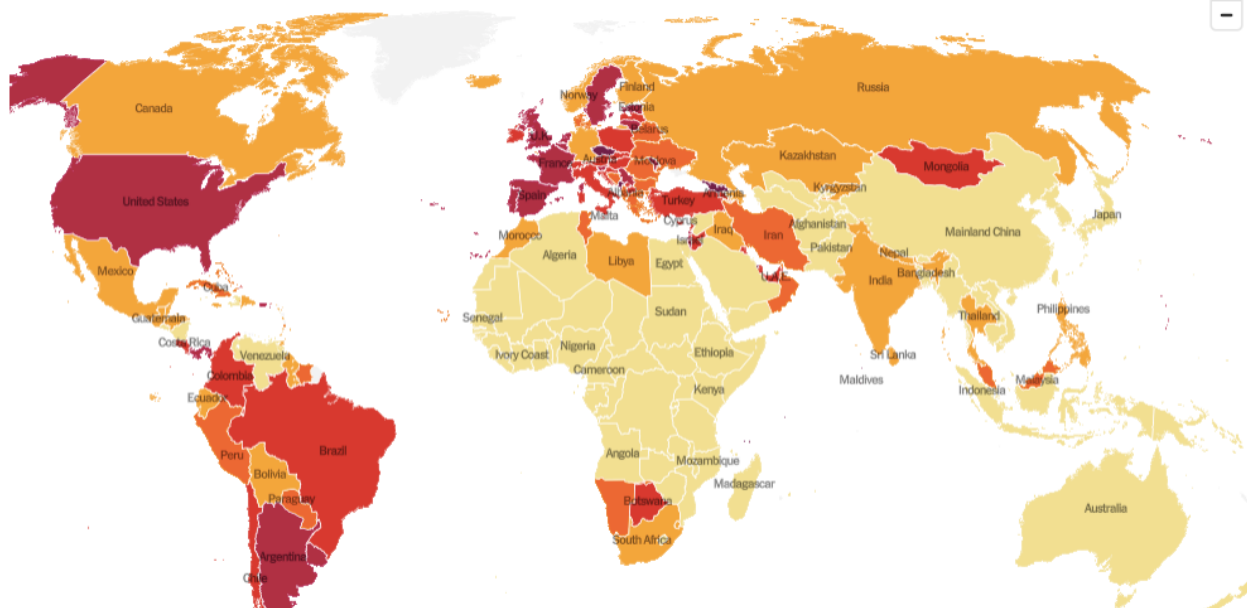 Canada
Russia
Norway
Finland
Estonia
U.K.
Belarus
France
Austria
Moldova
Kazakhstan
Mongolia
United States
Spain
Albania
Turkey
Armenia
Kyrgyzstan
Malta
Cyprus
Japan
Morocco
Israel
Iraq
Iran
Afghanistan
Mainland China
Algeria
Libya
Egypt
Pakistan
Nepal
Mexico
Cuba
U.A.E.
India
Bangladesh
Guatemala
Senegal
Sudan
Thailand
Philippines
Costa Rica
Venezuela
Ivory Coast
Nigeria
Ethiopia
Sri Lanka
Colombia
Cameroon
Kenya
Maldives
Indonesia
Malaysia
Ecuador
Brazil
Peru
Angola
Mozambique
Bolivia
Madagascar
Paraguay
Botswana
Australia
South Africa
Argentina
Chile